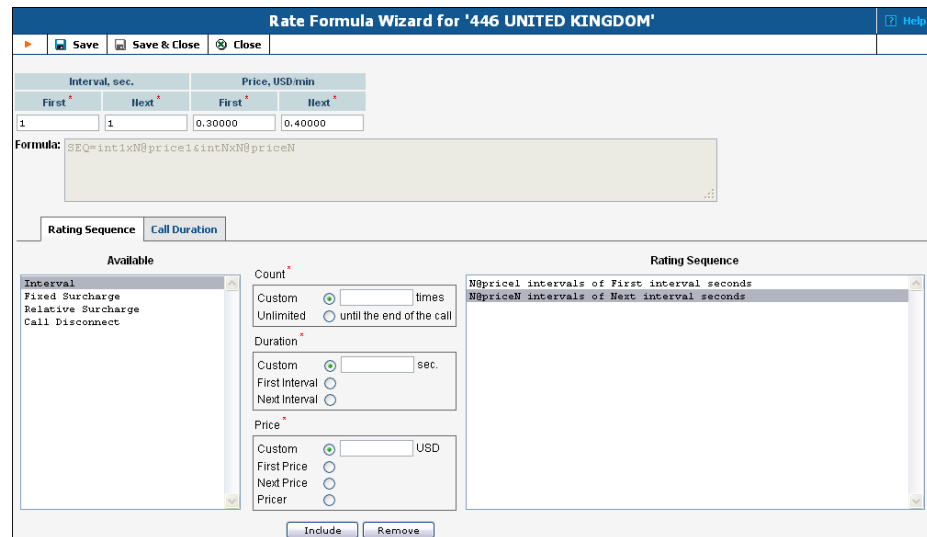 Rate Formula Wizard for '446 UNITED KINGDOM'
? Help
Save
Save & Close
Close
Interval, sec.
Price, USD/min
First *
Next *
First *
Next *
1
1
0.30000
0.40000
Formula:
SEQ=int1xN@price1&intNxN@priceN
Rating Sequence
Call Duration
Available
Interval
Fixed Surcharge
Relative Surcharge
Call Disconnect
Count *
Custom times
Unlimited until the end of the call
Duration *
Custom sec.
First Interval
Next Interval
Price *
Custom USD
First Price
Next Price
Pricer
Include
Remove
Rating Sequence
N@price1 intervals of First interval seconds
N@priceN intervals of Next interval seconds